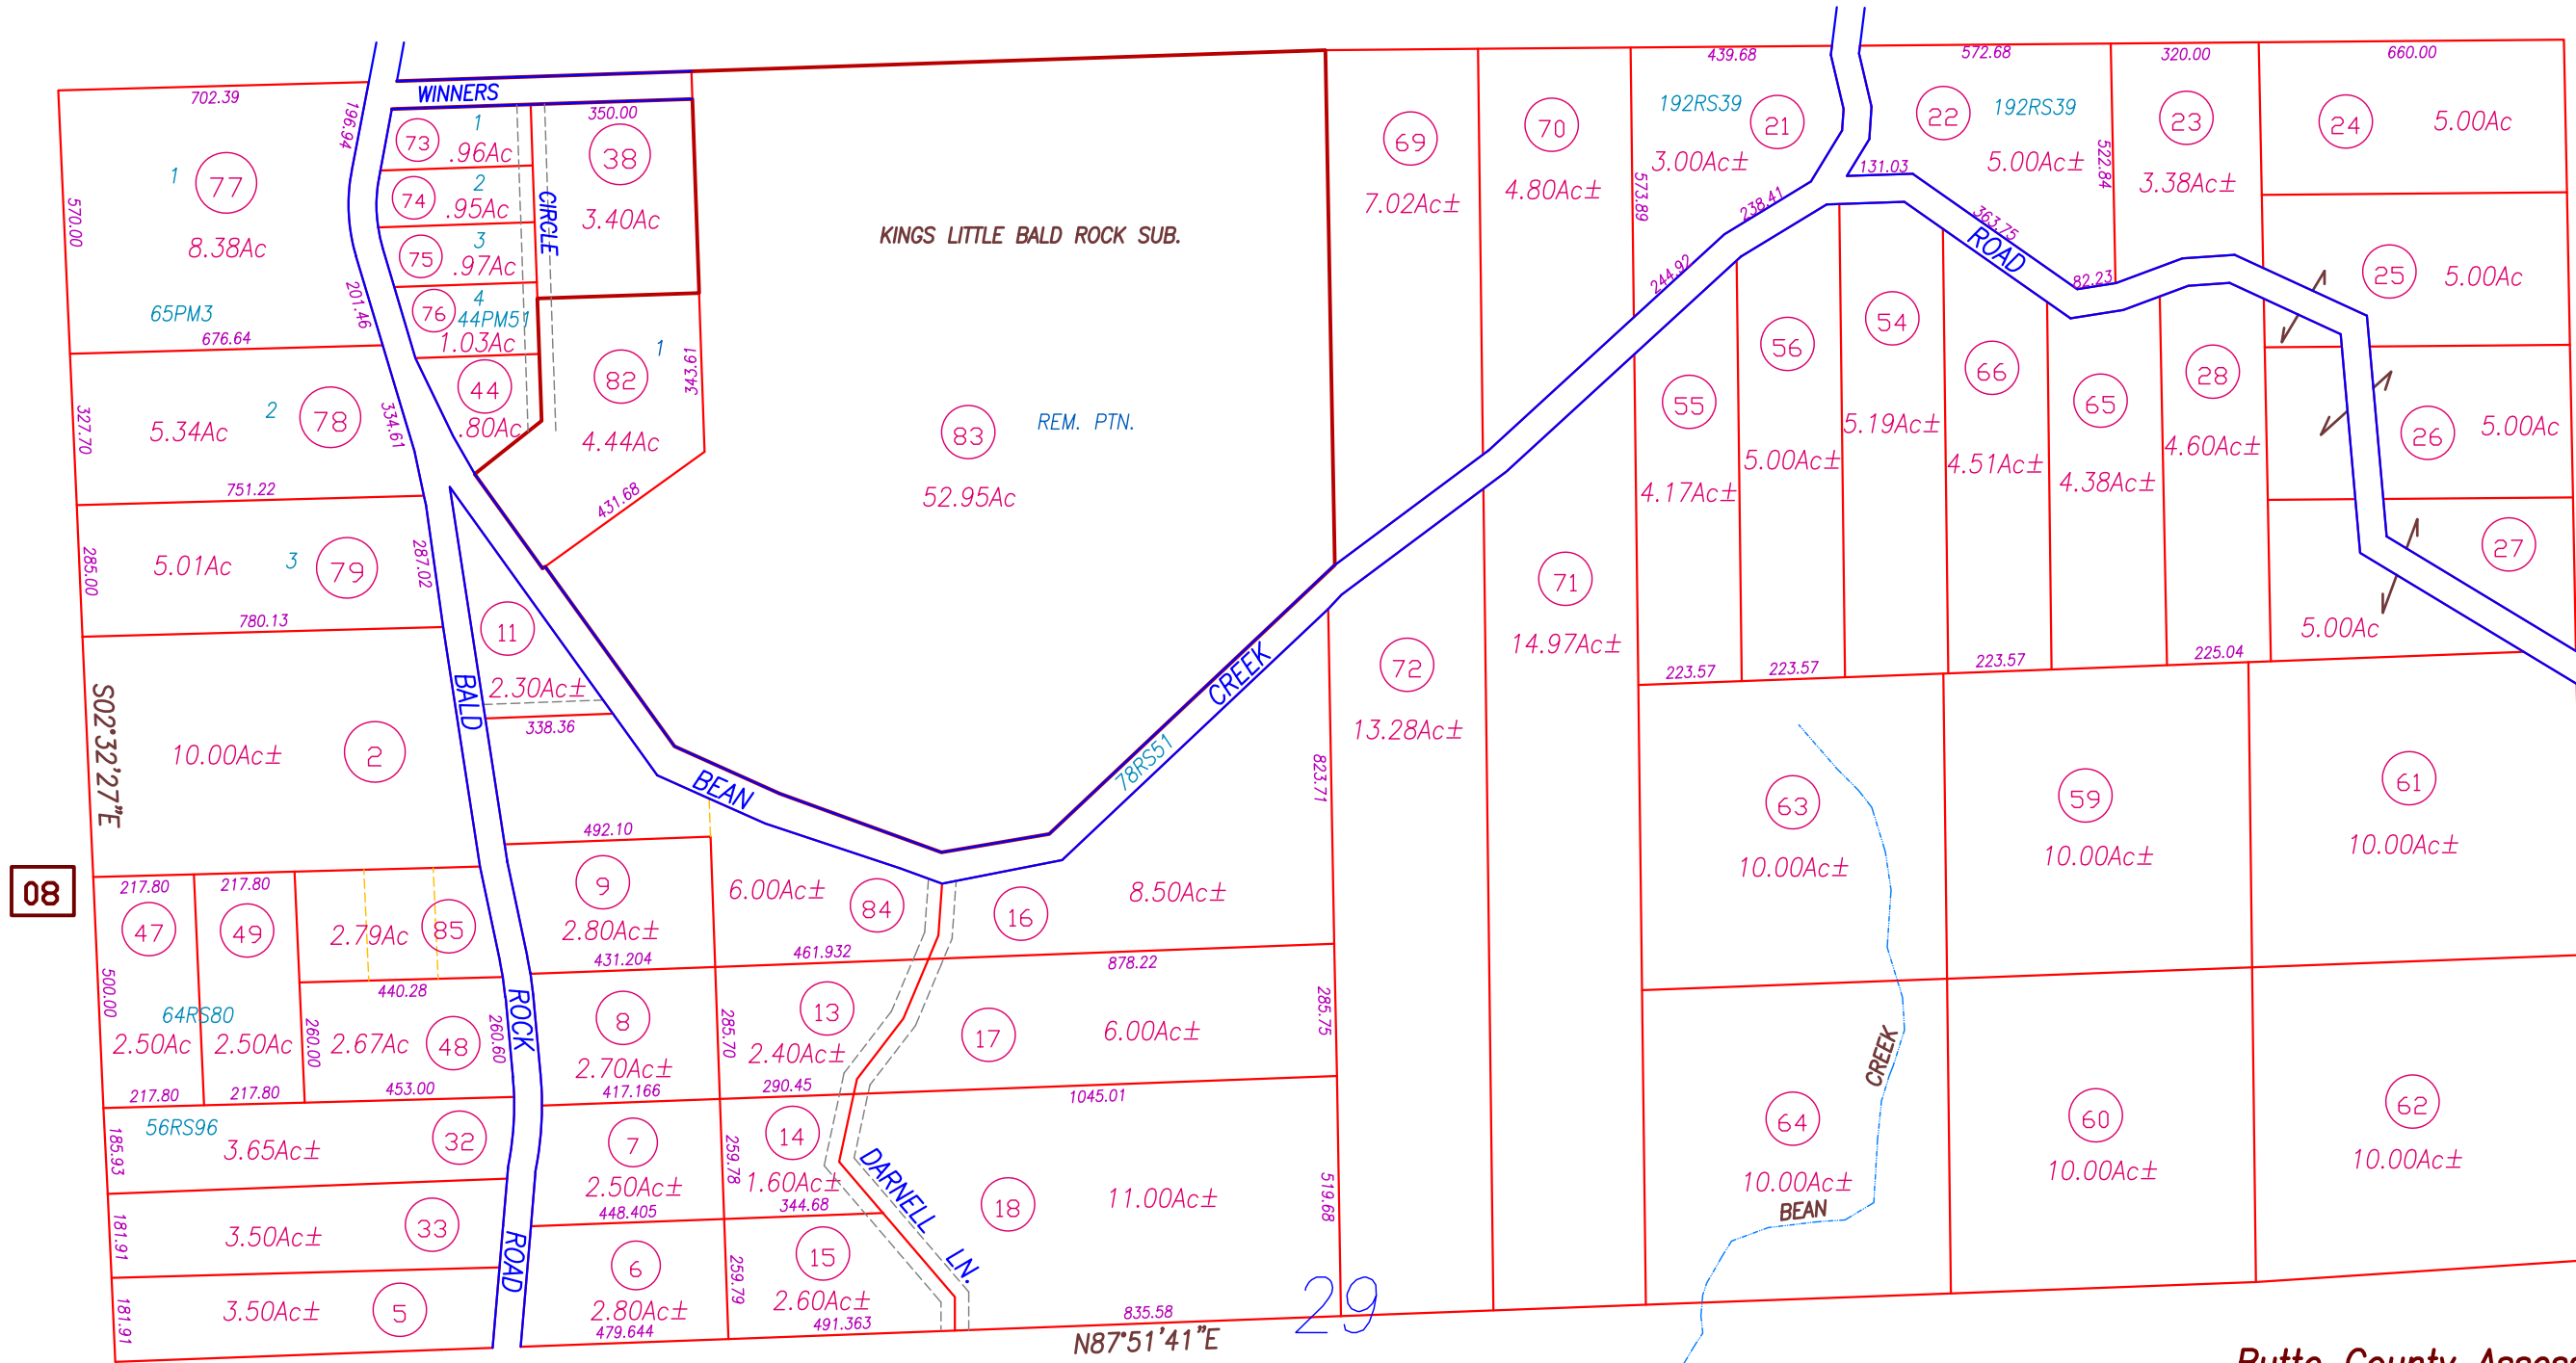 702.39
196.94
WINNERS
350.00
439.68
572.68
320.00
660.00
1
77
8.38Ac
570.00
65PM3
676.64
201.46
73
1
.96Ac
74
2
.95Ac
75
3
.97Ac
76
4
44PM51
1.03Ac
CIRCLE
38
3.40Ac
KINGS LITTLE BALD ROCK SUB.
69
7.02Ac±
70
4.80Ac±
192RS39
21
3.00Ac±
573.89
238.41
244.92
131.03
22
192RS39
5.00Ac±
522.84
363.75
ROAD
82.23
23
3.38Ac±
24
5.00Ac
25
5.00Ac
26
5.00Ac
27
5.00Ac
44
.80Ac
82
1
4.44Ac
343.91
431.68
83
REM. PTN.
52.95Ac
327.70
5.34Ac
2
78
334.61
751.22
285.00
5.01Ac
3
79
287.02
780.13
55
4.17Ac±
56
5.00Ac±
54
5.19Ac±
66
4.51Ac±
65
4.38Ac±
28
4.60Ac±
223.57
223.57
223.57
225.04
11
2.30Ac±
338.36
BALD
S02°32'27"E
10.00Ac±
2
71
14.97Ac±
72
13.28Ac±
CREEK
78RS51
BEAN
823.71
63
10.00Ac±
59
10.00Ac±
61
10.00Ac±
08
217.80
217.80
47
49
2.79Ac
85
500.00
64RS80
2.50Ac
2.50Ac
440.28
260.00
2.67Ac
48
260.60
ROCK
217.80
217.80
453.00
492.10
9
2.80Ac±
431.204
6.00Ac±
84
461.932
16
8.50Ac±
878.22
8
2.70Ac±
417.166
285.70
13
2.40Ac±
290.45
17
6.00Ac±
285.75
1045.01
56RS96
185.93
3.65Ac±
32
181.91
3.50Ac±
33
181.91
3.50Ac±
5
ROAD
7
2.50Ac±
448.405
259.78
14
1.60Ac±
344.68
DARNELL LN.
18
11.00Ac±
519.68
6
2.80Ac±
479.644
259.79
15
2.60Ac±
491.363
835.58
N87°51'41"E
29
CREEK
64
10.00Ac±
BEAN
60
10.00Ac±
62
10.00Ac±
Butte County Assess